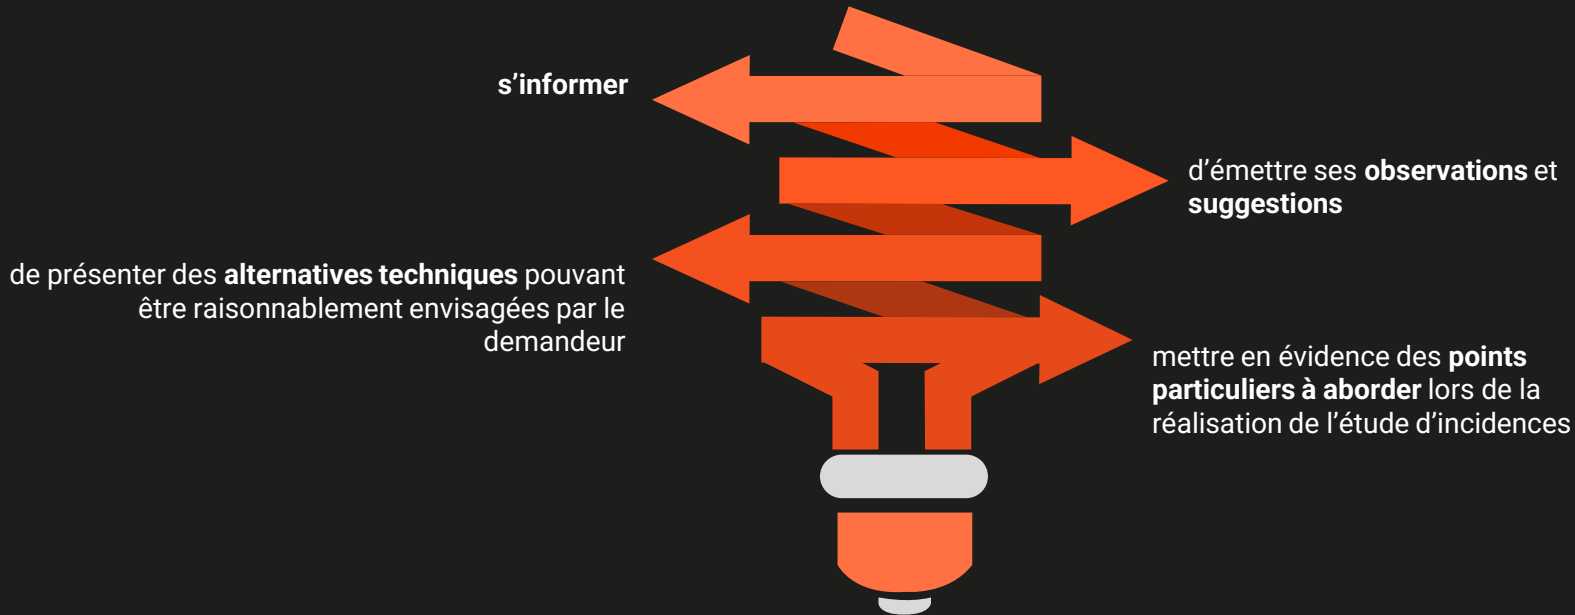 s’informer
d’émettre ses observations et
suggestions
de présenter des alternatives techniques pouvant
être raisonnablement envisagées par le
demandeur
mettre en évidence des points
particuliers à aborder lors de la
réalisation de l’étude d’incidences